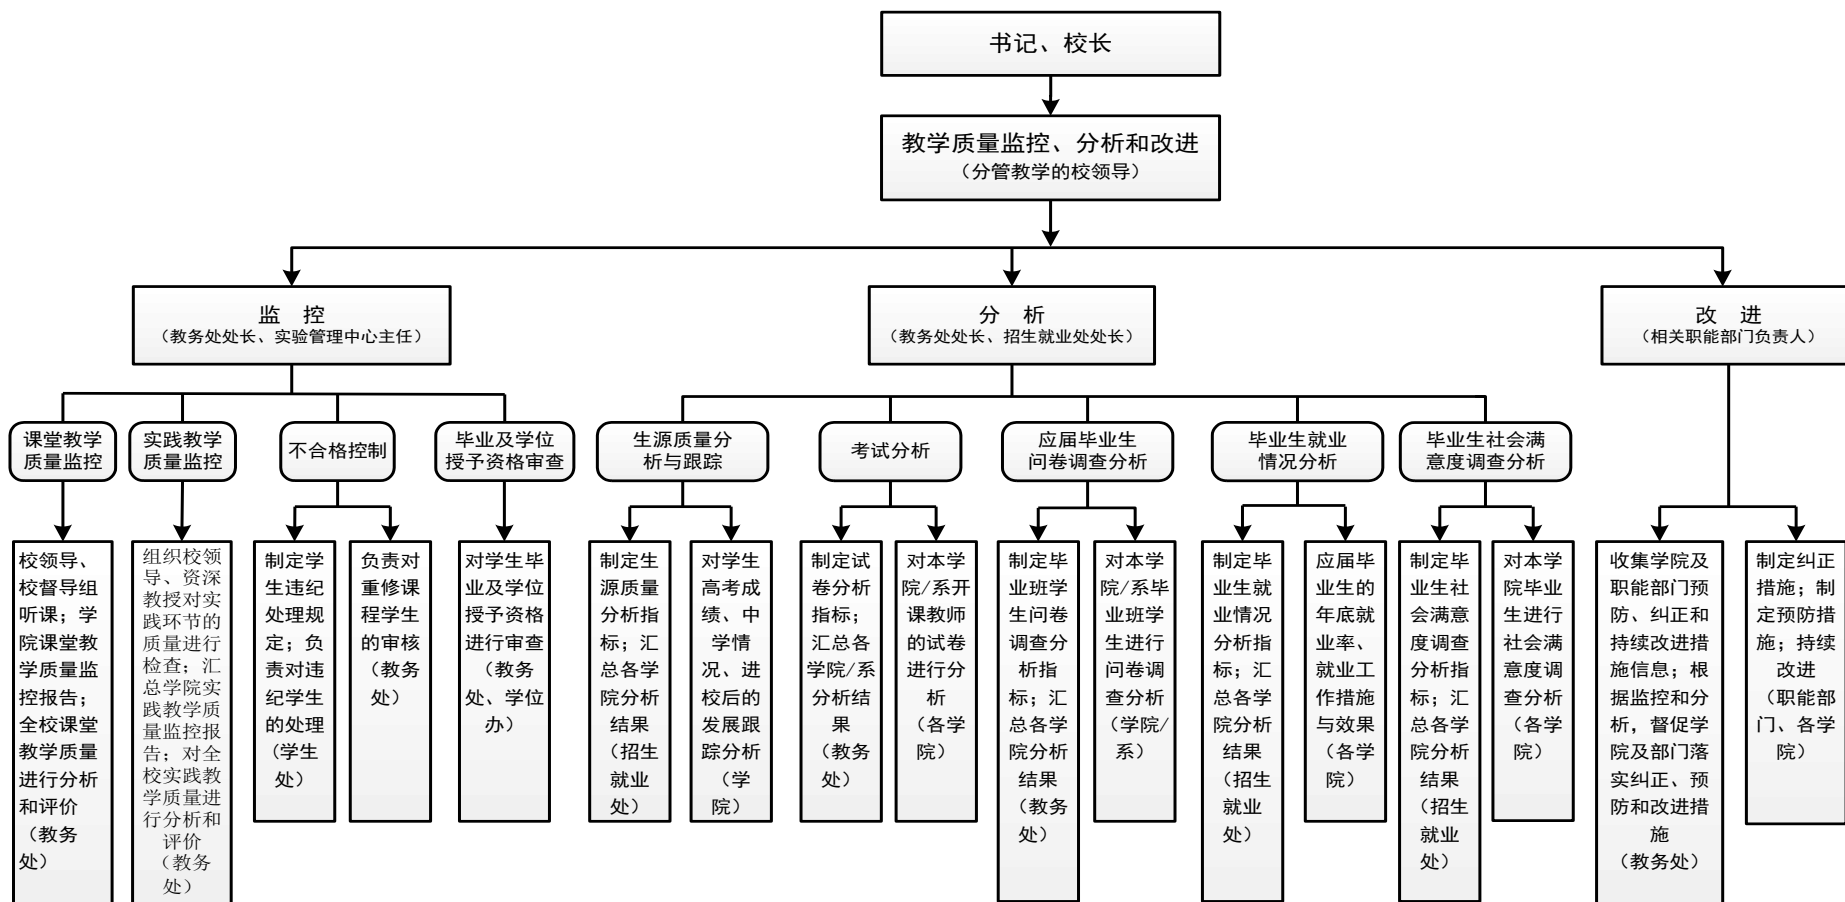 书记、校长
教学质量监控、分析和改进
（分管教学的校领导）
监　控
（教务处处长、实验管理中心主任）
分　析
（教务处处长、招生就业处处长）
改　进
（相关职能部门负责人）
课堂教学
质量监控
实践教学
质量监控
不合格控制
毕业及学位
授予资格审查
生源质量分
析与跟踪
考试分析
应届毕业生
问卷调查分析
毕业生就业
情况分析
毕业生社会满
意度调查分析
校领导、
校督导组
听课；学
院课堂教
学质量监
控报告；
全校课堂
教学质量
进行分析
和评价
（教务
处）
组织校领
导、资深
教授对实
践环节的
质量进行
检查；汇
总学院实
践教学质
量监控报
告；对全
校实践教
学质量进
行分析和
评价
（教务
处）
制定学
生违纪
处理规
定；负
责对违
纪学生
的处理
（学生
处）
负责对
重修课
程学生
的审核
（教务
处）
对学生毕
业及学位
授予资格
进行审查
（教务
处、学位
办）
制定生
源质量
分析指
标；汇
总各学
院分析
结果
（招生
就业
处）
对学生
高考成
绩、中
学情
况、进
校后的
发展跟
踪分析
（学
院）
制定试
卷分析
指标；
汇总各
学院/系
分析结
果
（教务
处）
对本学
院/系开
课教师
的试卷
进行分
析
（各学
院）
制定毕
业班学
生问卷
调查分
析指
标；汇
总各学
院分析
结果
（教务
处）
对本学
院/系毕
业班学
生进行
问卷调
查分析
（学院/
系）
制定毕
业生就
业情况
分析指
标；汇
总各学
院分析
结果
（招生
就业
处）
应届毕
业生的
年底就
业率、
就业工
作措施
与效果
（各学
院）
制定毕
业生社
会满意
度调查
分析指
标；汇
总各学
院分析
结果
（招生
就业
处）
对本学
院毕业
生进行
社会满
意度调
查分析
（各学
院）
收集学院及
职能部门预
防、纠正和
持续改进措
施信息；根
据监控和分
析，督促学
院及部门落
实纠正、预
防和改进措
施
（教务处）
制定纠正
措施；制
定预防措
施；持续
改进
（职能部
门、各学
院）